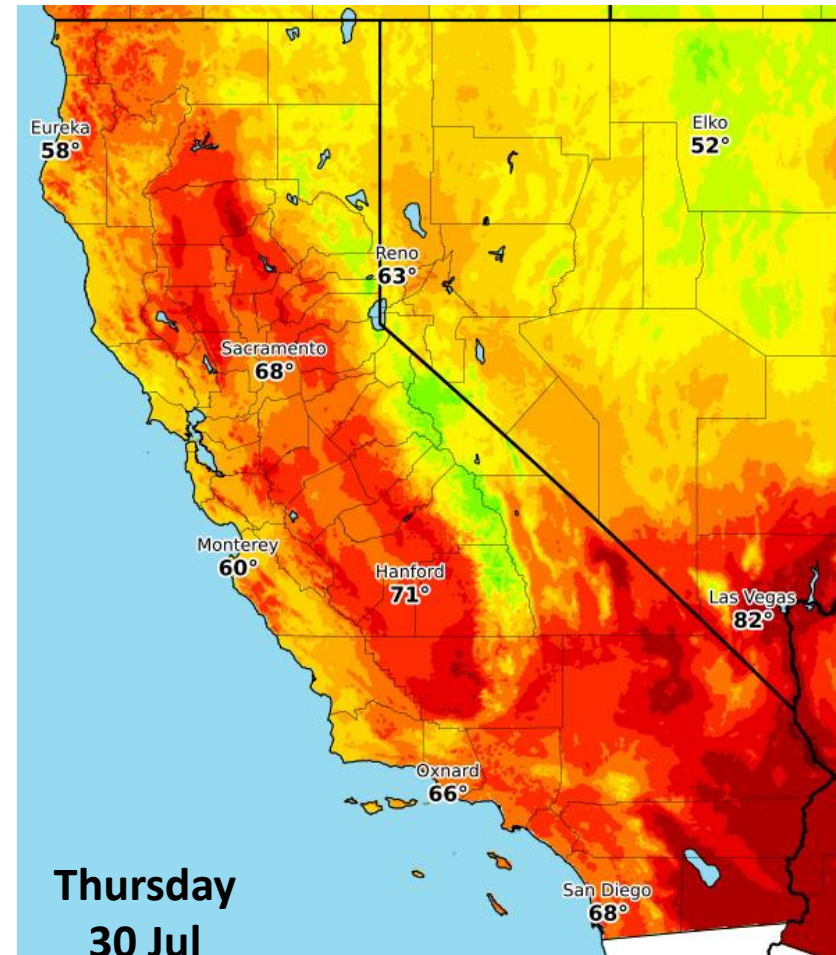 Eureka
58°
Elko
52°
Reno
63°
Sacramento
68°
Monterey
60°
Hanford
71°
Las Vegas
82°
Oxnard
66°
San Diego
68°
Thursday
30 Jul